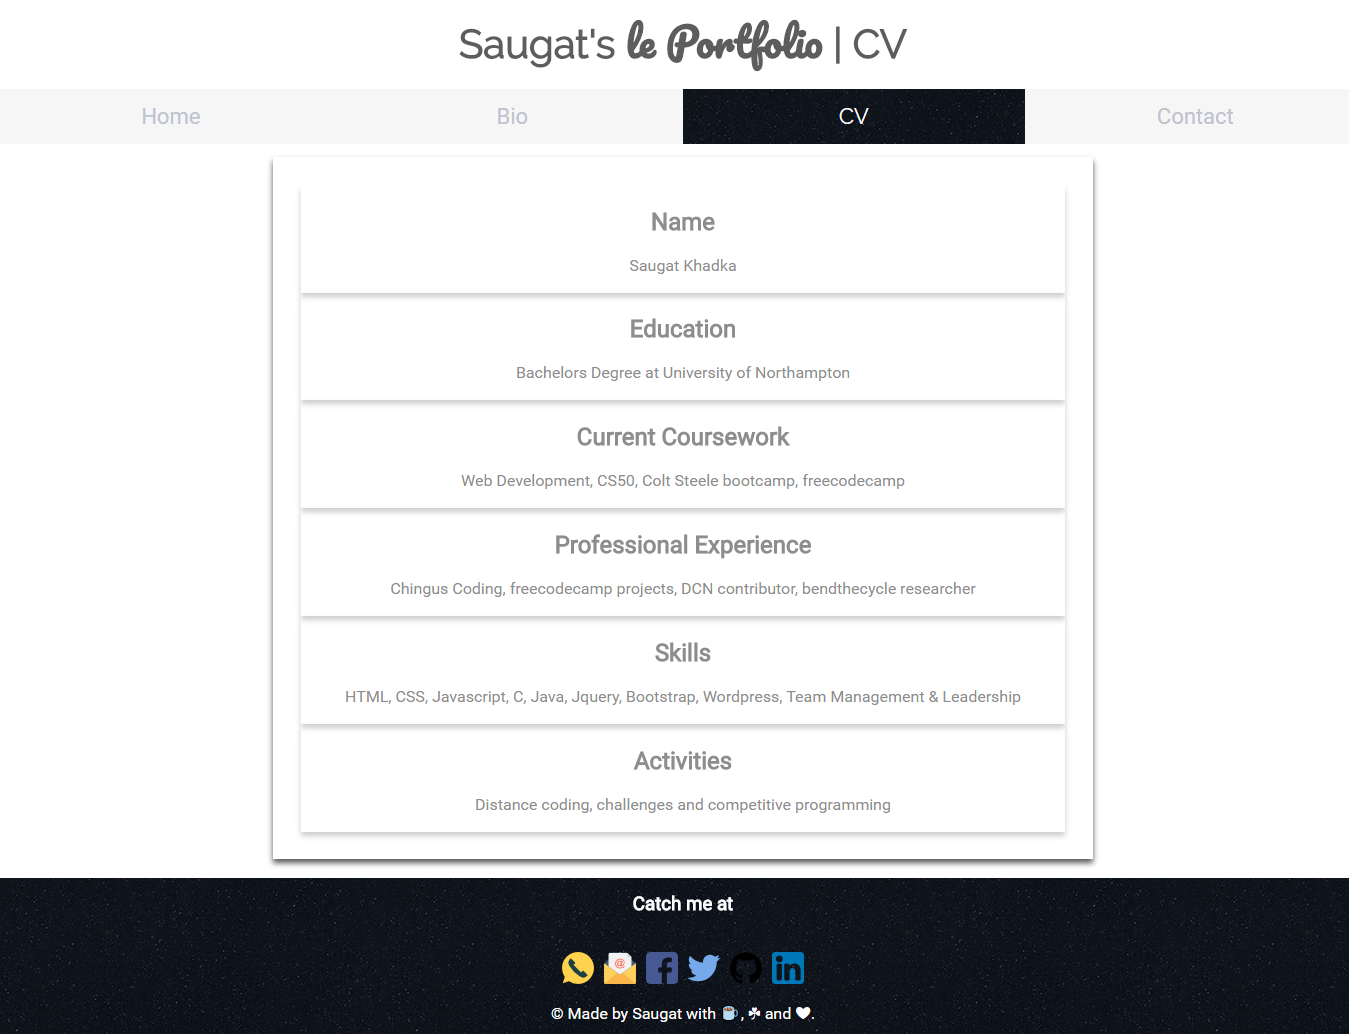 Saugat's le Portfolio | CV
Home Bio CV Contact
Name
Saugat Khadka
Education
Bachelors Degree at University of Northampton
Current Coursework
Web Development, CS50, Colt Steele bootcamp, freecodecamp
Professional Experience
Chingus Coding, freecodecamp projects, DCN contributor, bendthecycle researcher
Skills
HTML, CSS, Javascript, C, Java, Jquery, Bootstrap, Wordpress, Team Management & Leadership
Activities
Distance coding, challenges and competitive programming
Catch me at
© Made by Saugat with ☕, ☘ and ♥.